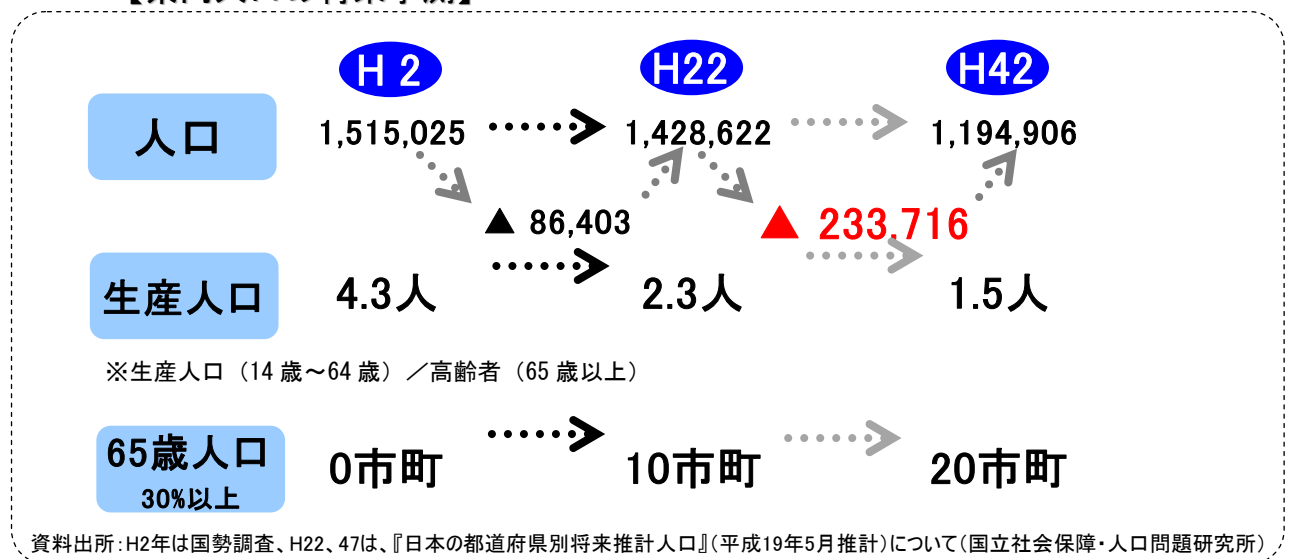 H 2 H22 H42
人口 1,515,025 1,428,622 1,194,906
▲ 86,403 ▲ 233,716
生産人口 4.3人 2.3人 1.5人
※生産人口（14歳～64歳）／高齢者（65歳以上）
65歳人口
30%以上
0市町 10市町 20市町
資料出所：H2年は国勢調査、H22、47は、『日本の都道府県別将来推計人口』（平成19年5月推計）について（国立社会保障・人口問題研究所）